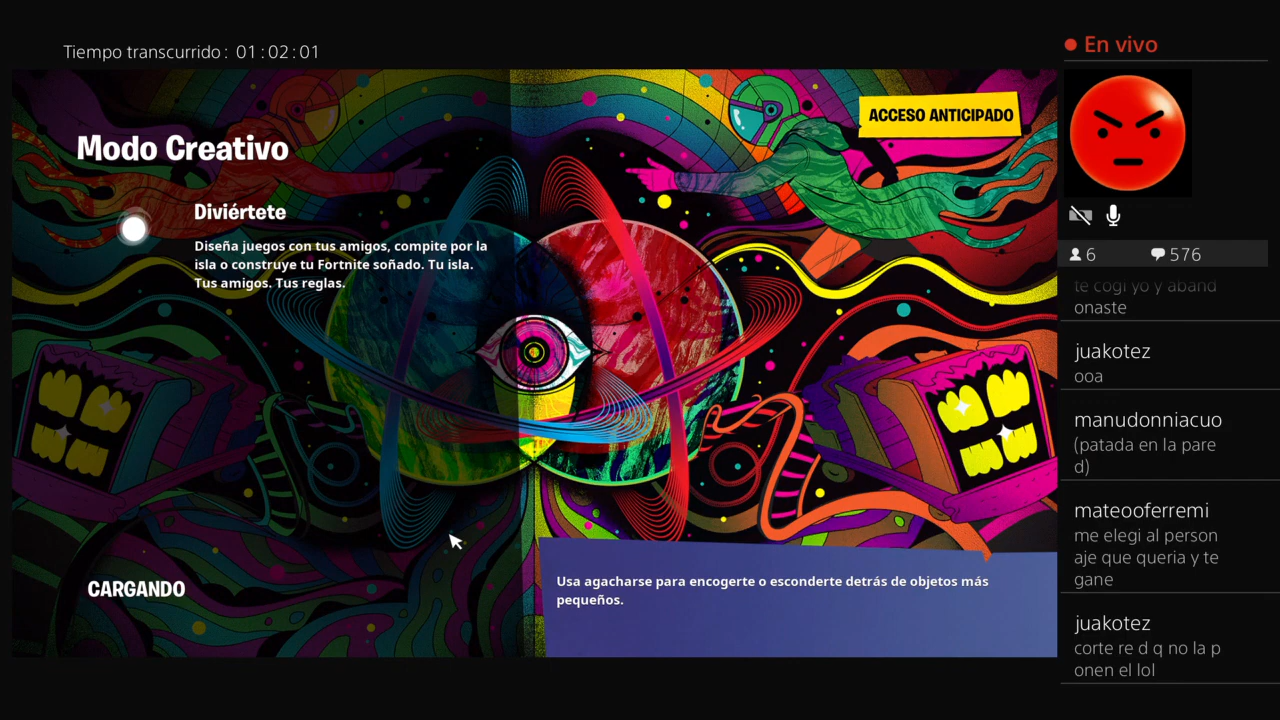 Tiempo transcurrido: 01:02:01
En vivo
ACCESO ANTICIPADO
Modo Creativo
Diviértete
Diseña juegos con tus amigos, compite por la
isla o construye tu Fortnite soñado. Tu isla.
Tus amigos. Tus reglas.
6 576
te cogi yo y aband
onaste
juakotez
ooa
manudonniacuo
(patada en la pare
d)
mateooferremi
me elegi al person
aje que queria y te
gane
juakotez
corte re d q no la p
onen el lol
CARGANDO
Usa agacharse para encogerte o esconderte detrás de objetos más
pequeños.